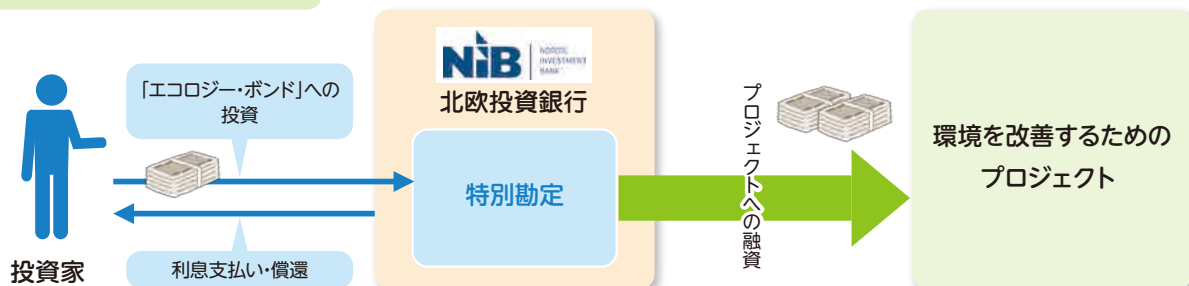 「エコロジー・ボンド」への
投資
投資家
利息支払い・償還
NiB
NORDIC
INVESTMENT
BANK
北欧投資銀行
特別勘定
プロジェクトへの融資
環境を改善するための
プロジェクト